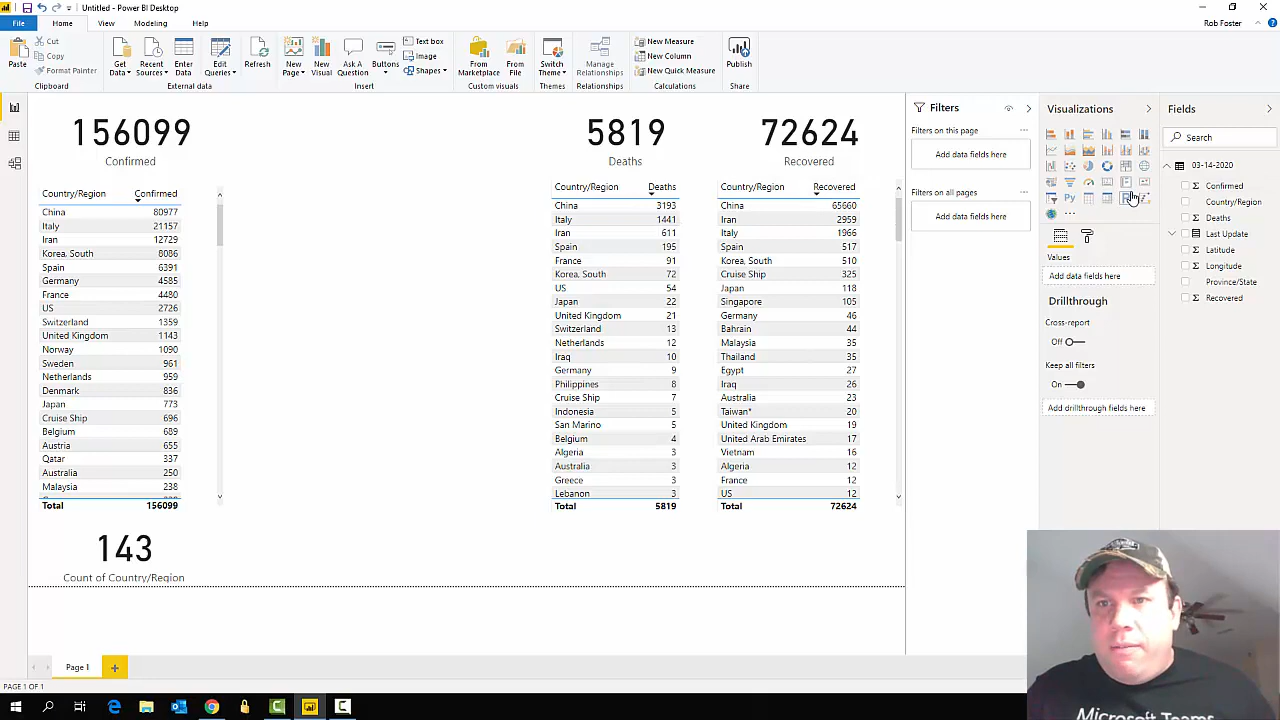 Untitled - Power BI Desktop
Rob Foster
File Home View Modeling Help
Paste
Cut
Copy
Format Painter
Clipboard
Get Data
Recent Sources
Enter Data
Edit Queries
Refresh
External data
New Page
New Visual
Ask A Question
Buttons
Text box
Image
Shapes
Insert
From Marketplace
From File
Custom visuals
Switch Theme
Themes
Manage Relationships
Relationships
New Measure
New Column
New Quick Measure
Calculations
Publish
Share
156099
Confirmed
Country/Region Confirmed
China 80977
Italy 21157
Iran 12729
Korea, South 8086
Spain 6391
Germany 4585
France 4480
US 2726
Switzerland 1359
United Kingdom 1143
Norway 1090
Sweden 961
Netherlands 959
Denmark 836
Japan 773
Cruise Ship 696
Belgium 689
Austria 655
Qatar 337
Australia 250
Malaysia 238
Total 156099
143
Count of Country/Region
5819
Deaths
Country/Region Deaths
China 3193
Italy 1441
Iran 611
Spain 195
France 91
Korea, South 72
US 54
Japan 22
United Kingdom 21
Switzerland 13
Netherlands 12
Iraq 10
Germany 9
Philippines 8
Cruise Ship 7
Indonesia 5
San Marino 5
Belgium 4
Algeria 3
Australia 3
Greece 3
Lebanon 3
Total 5819
72624
Recovered
Country/Region Recovered
China 65660
Iran 2959
Italy 1966
Spain 517
Korea, South 510
Cruise Ship 325
Japan 118
Singapore 105
Germany 46
Bahrain 44
Malaysia 35
Thailand 35
Egypt 27
Iraq 26
Australia 23
Taiwan* 20
United Kingdom 19
United Arab Emirates 17
Vietnam 16
Algeria 12
France 12
US 12
Total 72624
Filters
Filters on this page
Add data fields here
Filters on all pages
Add data fields here
Visualizations
Py
Values
Add data fields here
Drillthrough
Cross-report
Off
Keep all filters
On
Add drillthrough fields here
Fields
Search
03-14-2020
Confirmed
Country/Region
Deaths
Last Update
Latitude
Longitude
Province/State
Recovered
Page 1
PAGE 1 OF 1
Microsoft Teams